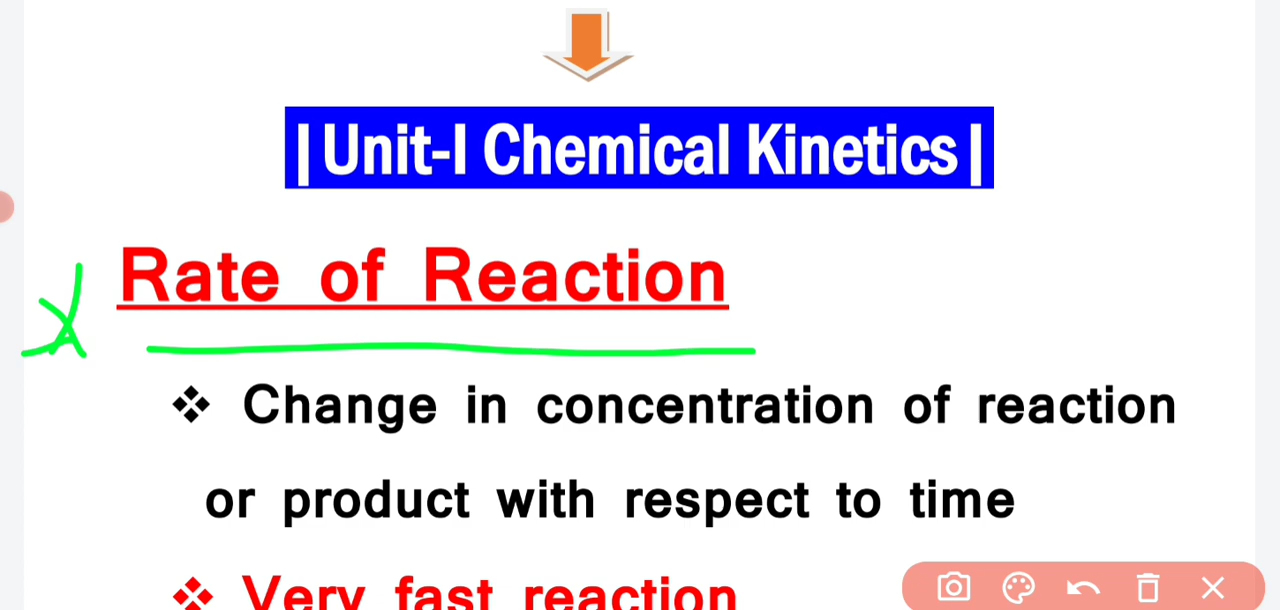 |Unit-I Chemical Kinetics|
Rate of Reaction
❖ Change in concentration of reaction
or product with respect to time
❖ Very fast reaction